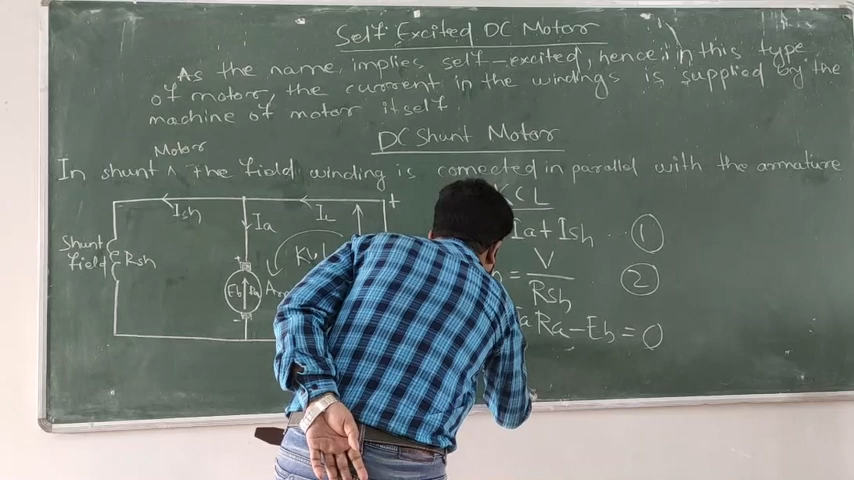 Self Excited DC Motor
As the name, implies self-excited, hence in this type
of motor, the current in the windings is supplied by the
machine of motor itself.
DC Shunt Motor
Motor
In shunt ^ the field winding is connected in parallel with the armature
KCL
Ia + Ish 1
= V
Rsh 2
Ra - Eb = 0
Ish
Ia
IL
+
Shunt
field
Rsh
+
Eb
-